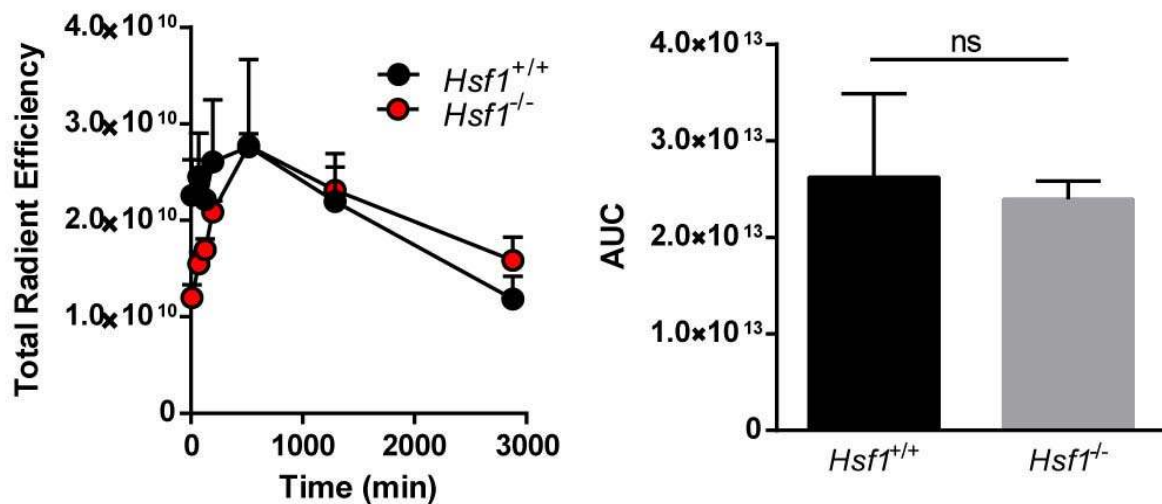 Total Radient Efficiency
4.0×10¹⁰
3.0×10¹⁰
2.0×10¹⁰
1.0×10¹⁰
0
0 1000 2000 3000
Time (min)
Hsf1⁺/⁺
Hsf1⁻/⁻
AUC
4.0×10¹³
3.0×10¹³
2.0×10¹³
1.0×10¹³
0
ns
Hsf1⁺/⁺ Hsf1⁻/⁻